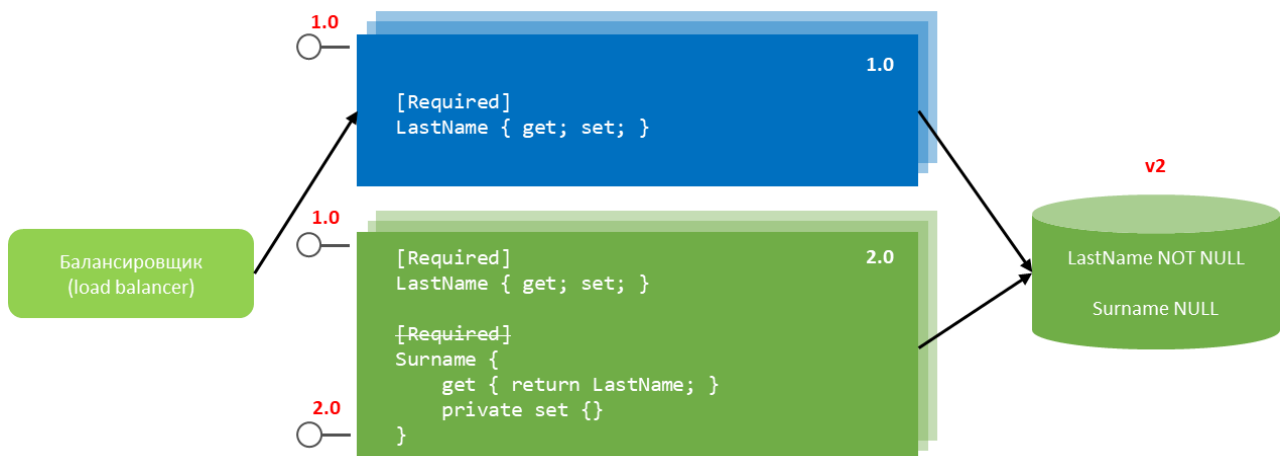 1.0
1.0
[Required]
LastName { get; set; }
v2
1.0
Балансировщик
(load balancer)
[Required]
2.0
LastName { get; set; }
[Required]
Surname {
get { return LastName; }
private set {}
}
2.0
LastName NOT NULL
Surname NULL